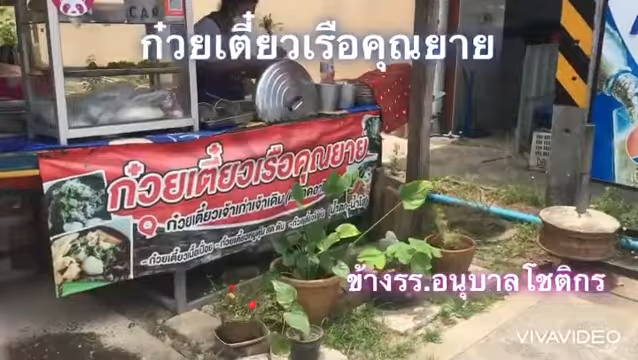 CAD
ก๋วยเตี๋ยวเรือคุณยาย
ก๋วยเตี๋ยวเรือคุณยาย
ก๋วยเตี๋ยวเจ้าเก่าเจ้าเดิม
ข้างรร.อนุบาลโชติกร
VIVAVIDEO